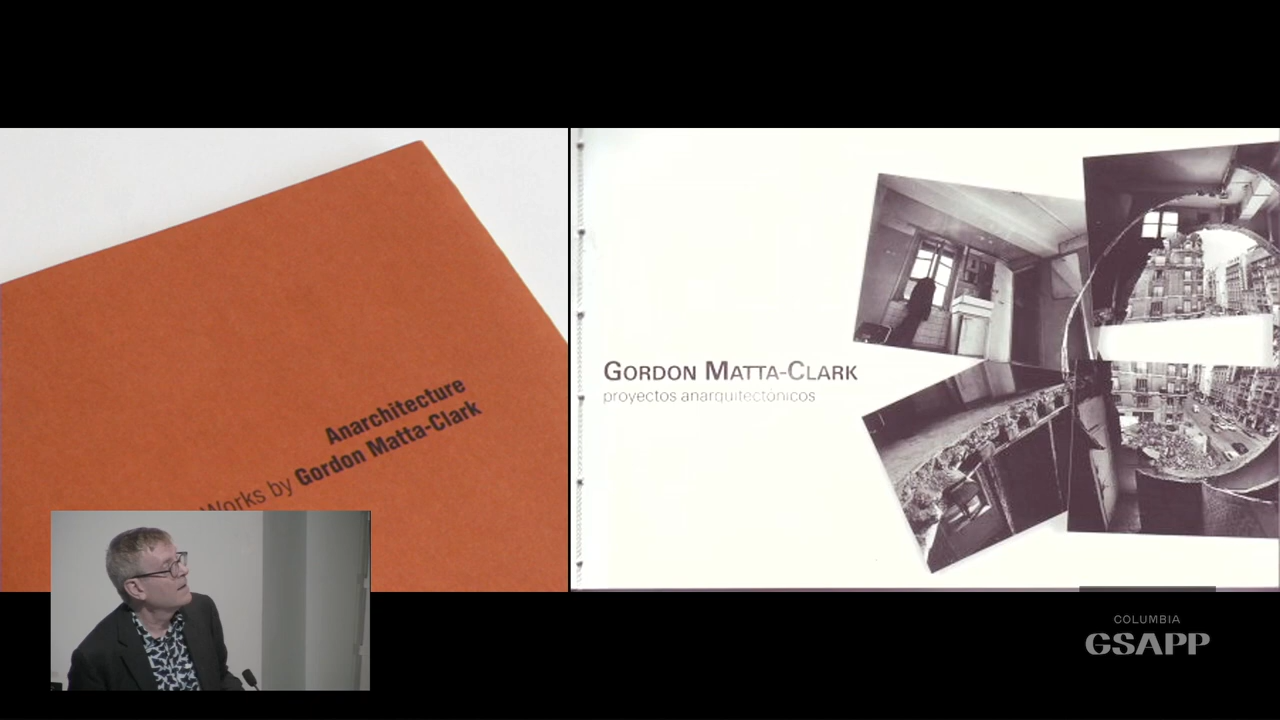 Anarchitecture
Works by Gordon Matta-Clark
GORDON MATTA-CLARK
proyectos anarquitectónicos
COLUMBIA
GSAPP